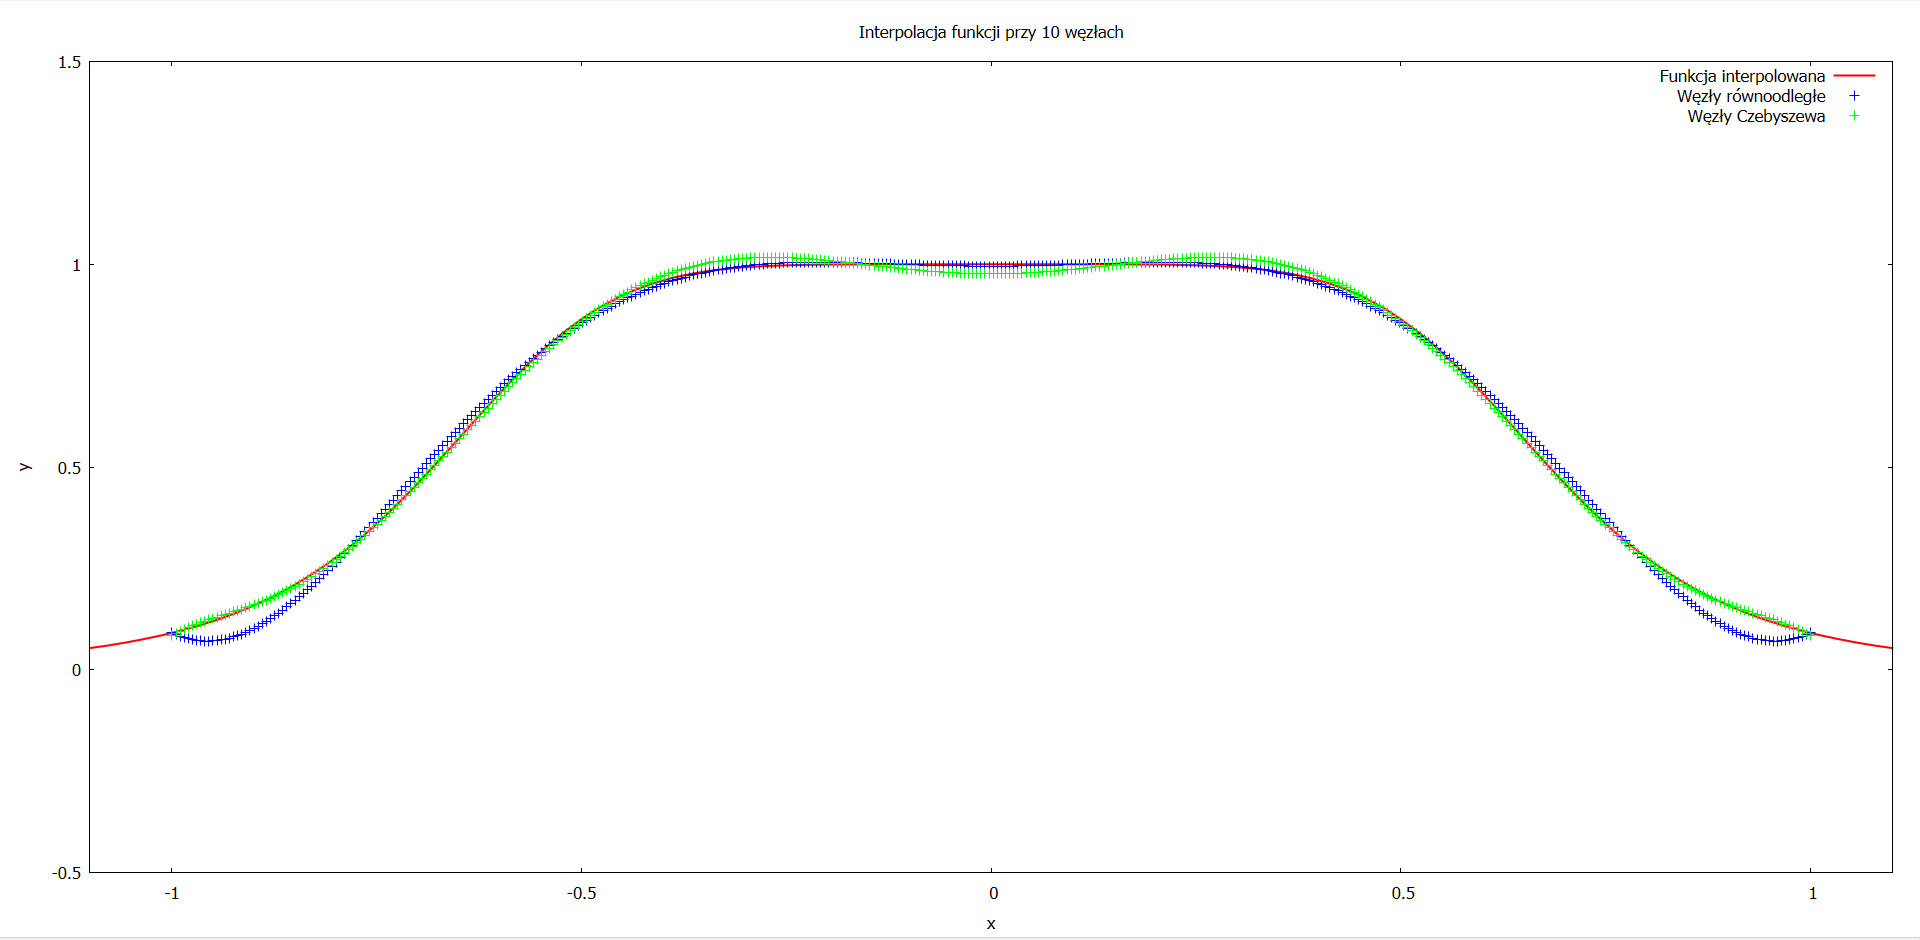 Interpolacja funkcji przy 10 węzłach
1.5
Funkcja interpolowana
Węzły równoodległe
Węzły Czebyszewa
1
0.5
y
0
-0.5
-1 -0.5 0 0.5 1
x